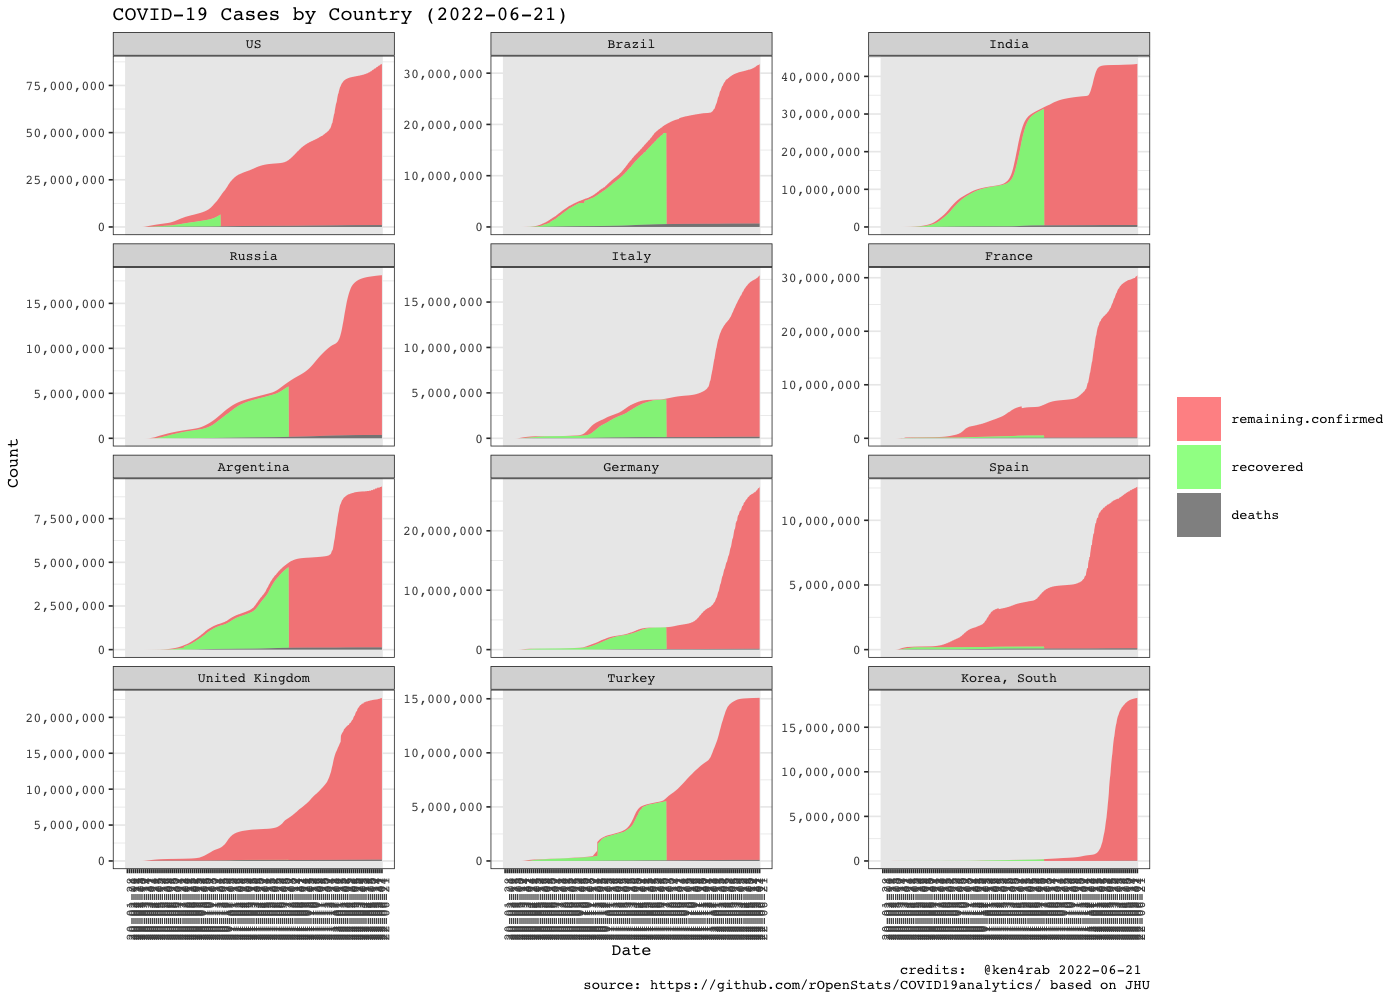 COVID-19 Cases by Country (2022-06-21)
US
Brazil
India
75,000,000
50,000,000
25,000,000
0
30,000,000
20,000,000
10,000,000
0
40,000,000
30,000,000
20,000,000
10,000,000
0
Russia
Italy
France
15,000,000
10,000,000
5,000,000
0
15,000,000
10,000,000
5,000,000
0
30,000,000
20,000,000
10,000,000
0
Argentina
Germany
Spain
7,500,000
5,000,000
2,500,000
0
20,000,000
10,000,000
0
10,000,000
5,000,000
0
United Kingdom
Turkey
Korea, South
20,000,000
15,000,000
10,000,000
5,000,000
0
15,000,000
10,000,000
5,000,000
0
15,000,000
10,000,000
5,000,000
0
Count
Date
remaining.confirmed
recovered
deaths
credits: @ken4rab 2022-06-21
source: https://github.com/rOpenStats/COVID19analytics/ based on JHU